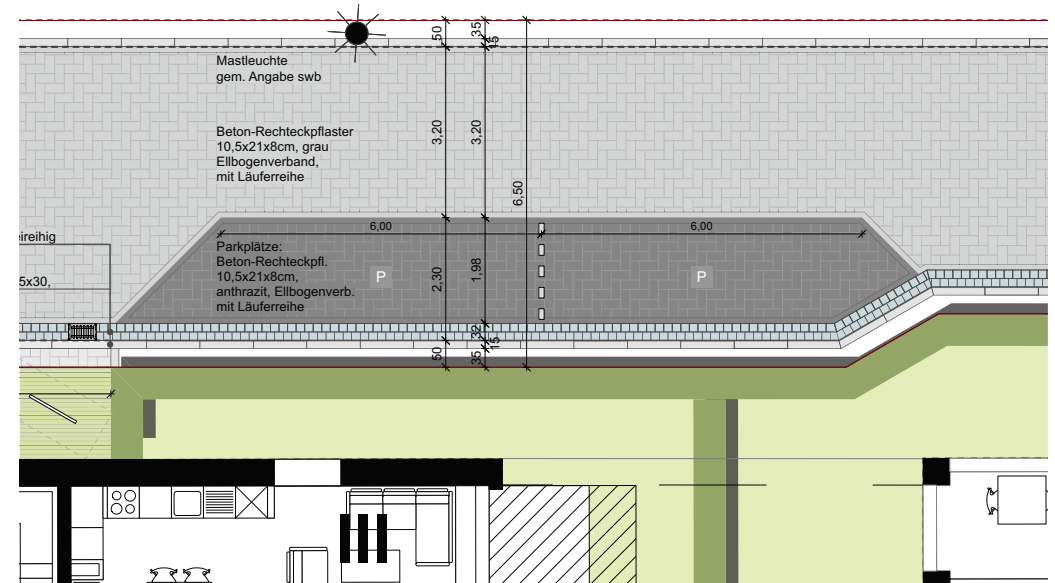 50
35
15
Mastleuchte
gem. Angabe swb
Beton-Rechteckpflaster
10,5x21x8cm, grau
Ellbogenverband,
mit Läuferreihe
3,20
3,20
6,50
6,00
6,00
eireihig
5x30,
Parkplätze:
Beton-Rechteckpfl.
10,5x21x8cm,
anthrazit, Ellbogenverb.
mit Läuferreihe
P
P
2,30
1,98
32
15
50
35